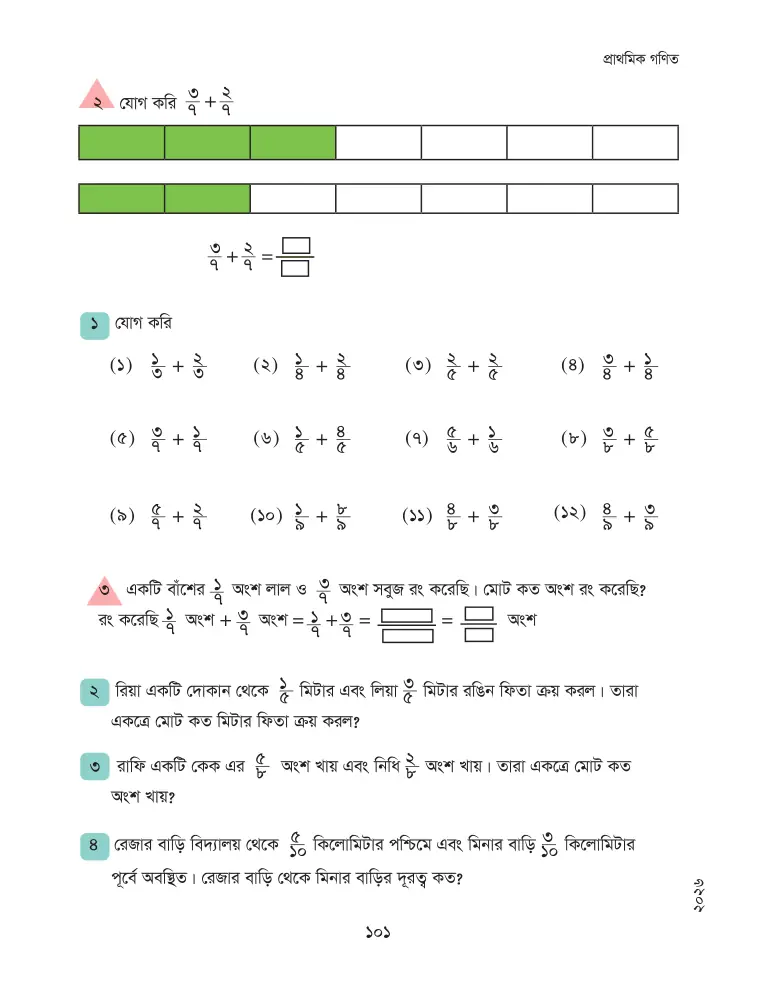 প্রাথমিক গণিত
২ যোগ করি ৩/৭ + ২/৭
৩/৭ + ২/৭ =
১ যোগ করি
(১) ১/৩ + ২/৩ (২) ১/৪ + ২/৪ (৩) ২/৫ + ২/৫ (৪) ৩/৪ + ১/৪
(৫) ৩/৭ + ১/৭ (৬) ১/৫ + ৪/৫ (৭) ৫/৬ + ১/৬ (৮) ৩/৮ + ৫/৮
(৯) ৫/৭ + ২/৭ (১০) ১/৯ + ৮/৯ (১১) ৪/৮ + ৩/৮ (১২) ৪/৯ + ৩/৯
৩ একটি বাঁশের ১/৭ অংশ লাল ও ৩/৭ অংশ সবুজ রং করেছি। মোট কত অংশ রং করেছি?
রং করেছি ১/৭ অংশ + ৩/৭ অংশ = ১/৭ + ৩/৭ = = অংশ
২ রিয়া একটি দোকান থেকে ১/৫ মিটার এবং লিয়া ৩/৫ মিটার রঙিন ফিতা ক্রয় করল। তারা
একত্রে মোট কত মিটার ফিতা ক্রয় করল?
৩ রাফি একটি কেক এর ৫/৮ অংশ খায় এবং নিধি ২/৮ অংশ খায়। তারা একত্রে মোট কত
অংশ খায়?
৪ রেজার বাড়ি বিদ্যালয় থেকে ৫/১০ কিলোমিটার পশ্চিমে এবং মিনার বাড়ি ৩/১০ কিলোমিটার
পূর্বে অবস্থিত। রেজার বাড়ি থেকে মিনার বাড়ির দূরত্ব কত?
২০২৬
১০১